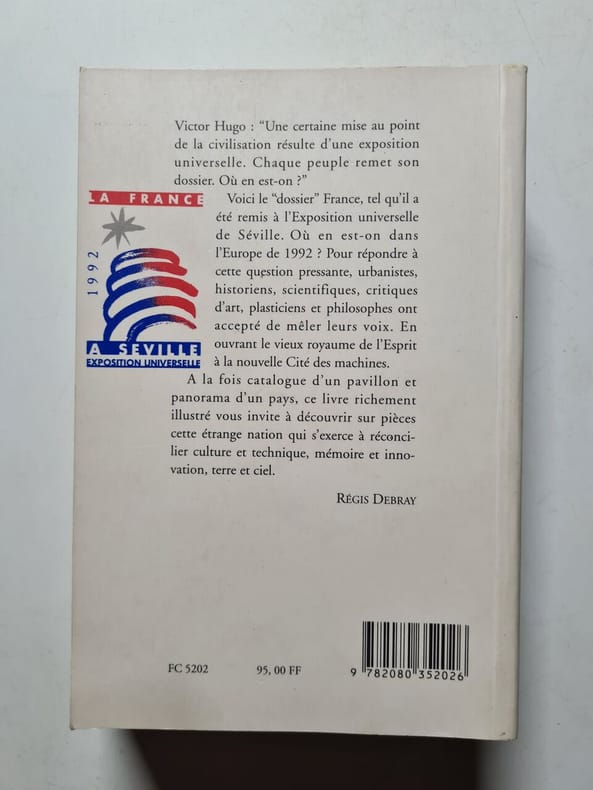 Victor Hugo : “Une certaine mise au point
de la civilisation résulte d’une exposition
universelle. Chaque peuple remet son
dossier. Où en est-on ?”
LA FRANCE
1992
A SÉVILLE
EXPOSITION UNIVERSELLE
Voici le “dossier” France, tel qu’il a
été remis à l’Exposition universelle
de Séville. Où en est-on dans
l’Europe de 1992 ? Pour répondre à
cette question pressante, urbanistes,
historiens, scientifiques, critiques
d’art, plasticiens et philosophes ont
accepté de mêler leurs voix. En
ouvrant le vieux royaume de l’Esprit
à la nouvelle Cité des machines.
A la fois catalogue d’un pavillon et
panorama d’un pays, ce livre richement
illustré vous invite à découvrir sur pièces
cette étrange nation qui s’exerce à réconci-
lier culture et technique, mémoire et inno-
vation, terre et ciel.
RÉGIS DEBRAY
FC 5202
95, 00 FF
9 782080 352026